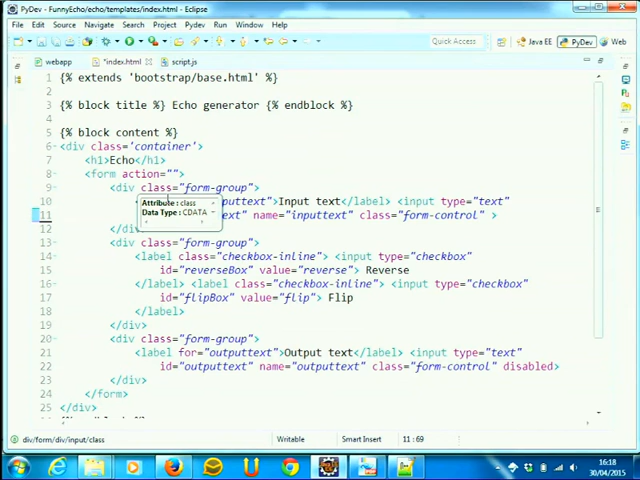 PyDev - FunnyEcho/echo/templates/index.html - Eclipse
File Edit Source Navigate Search Project Pydev Run Window Help
Quick Access Java EE PyDev Web
webapp *index.html script.js
1 {% extends 'bootstrap/base.html' %}
2
3 {% block title %} Echo generator {% endblock %}
4
5 {% block content %}
6 <div class='container'>
7 <h1>Echo</h1>
8 <form action="">
9 <div class="form-group">
10 text">Input text</label> <input type="text"
11 text" name="inputtext" class="form-control" >
Attribute : class
Data Type : CDATA
12 </div>
13 <div class="form-group">
14 <label class="checkbox-inline"> <input type="checkbox"
15 id="reverseBox" value="reverse"> Reverse
16 </label> <label class="checkbox-inline"> <input type="checkbox"
17 id="flipBox" value="flip"> Flip
18 </label>
19 </div>
20 <div class="form-group">
21 <label for="outputtext">Output text</label> <input type="text"
22 id="outputtext" name="outputtext" class="form-control" disabled>
23 </div>
24 </form>
25 </div>
div/form/div/input/class Writable Smart Insert 11 : 69
16:18
30/04/2015